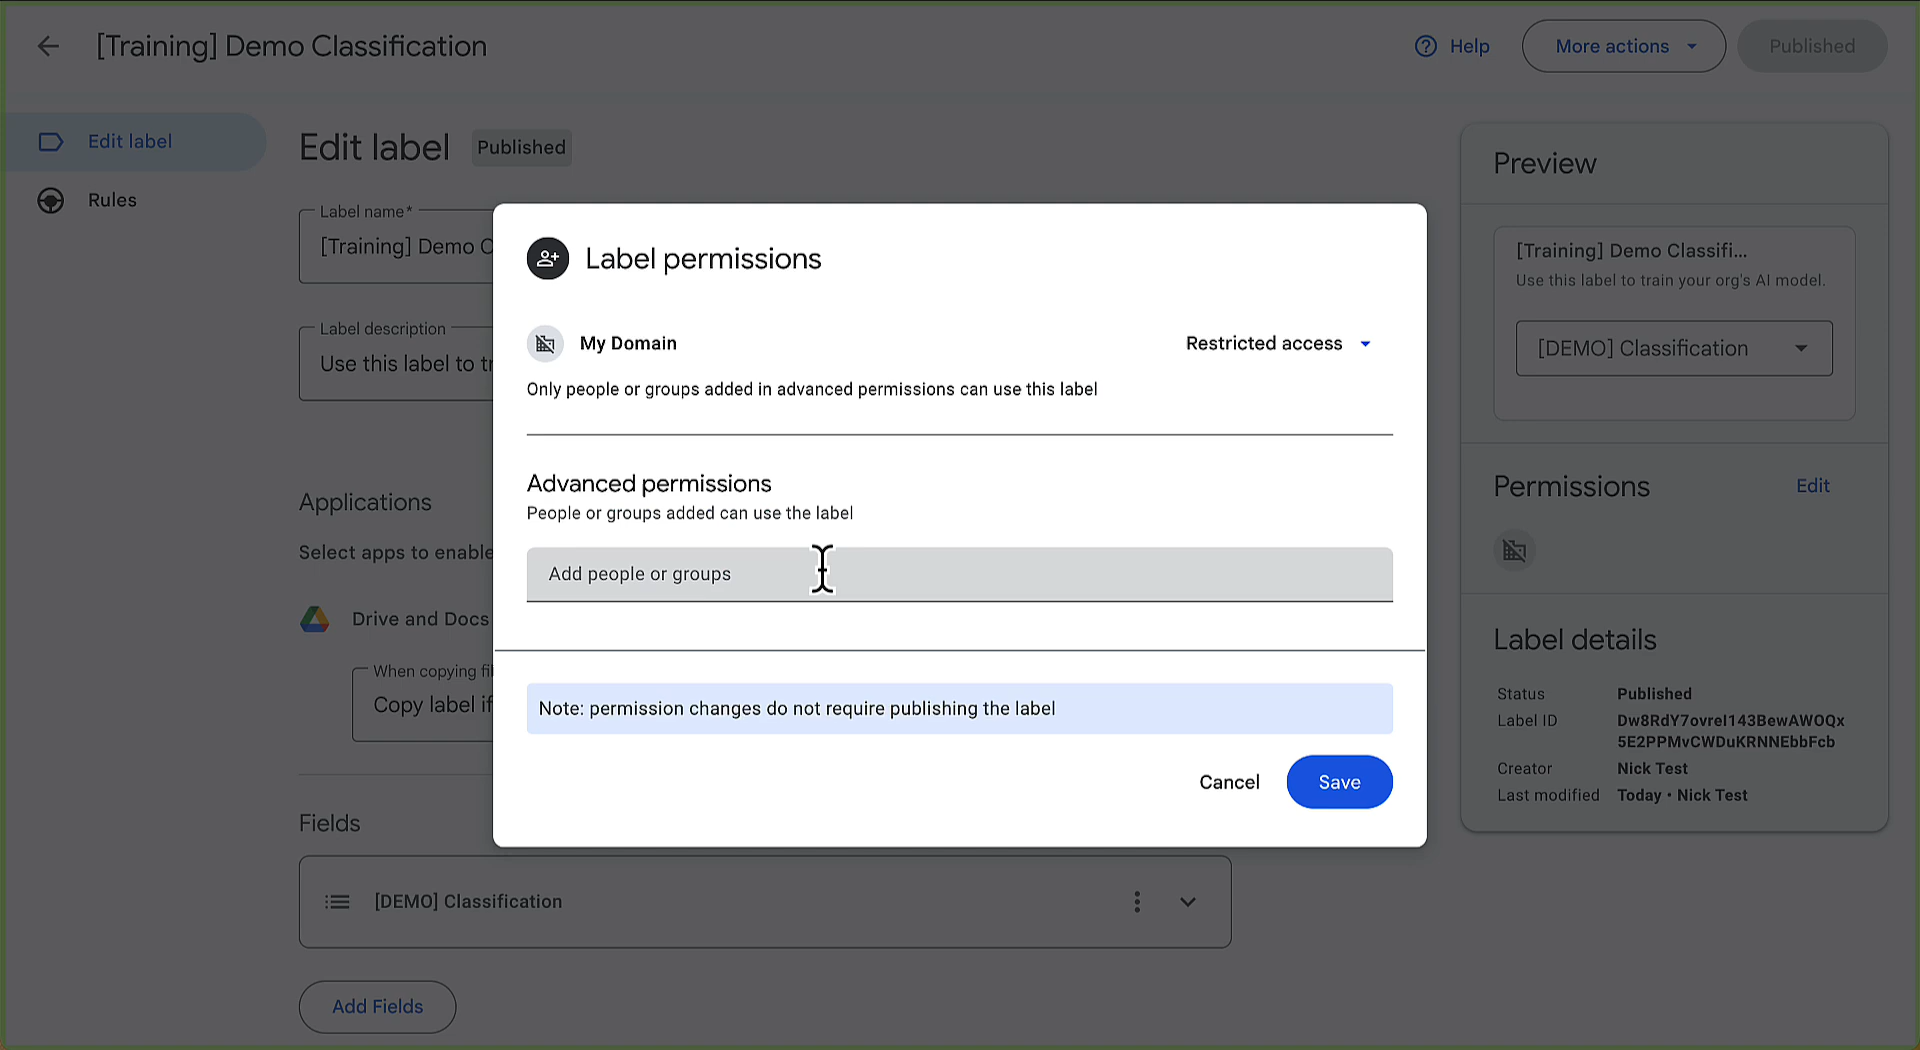 [Training] Demo Classification
Help
More actions
Published
Edit label
Rules
Edit label
Published
Label name*
[Training] Demo C
Label description
Use this label to tr
Applications
Select apps to enable
Drive and Docs
When copying fil
Copy label if
Fields
[DEMO] Classification
Add Fields
Label permissions
My Domain
Restricted access
Only people or groups added in advanced permissions can use this label
Advanced permissions
People or groups added can use the label
Add people or groups
Note: permission changes do not require publishing the label
Cancel
Save
Preview
[Training] Demo Classifi...
Use this label to train your org's AI model.
[DEMO] Classification
Permissions
Edit
Label details
Status Published
Label ID Dw8RdY7ovreI143BewAWOQx
5E2PPMvCWDuKRNNEbbFcb
Creator Nick Test
Last modified Today • Nick Test